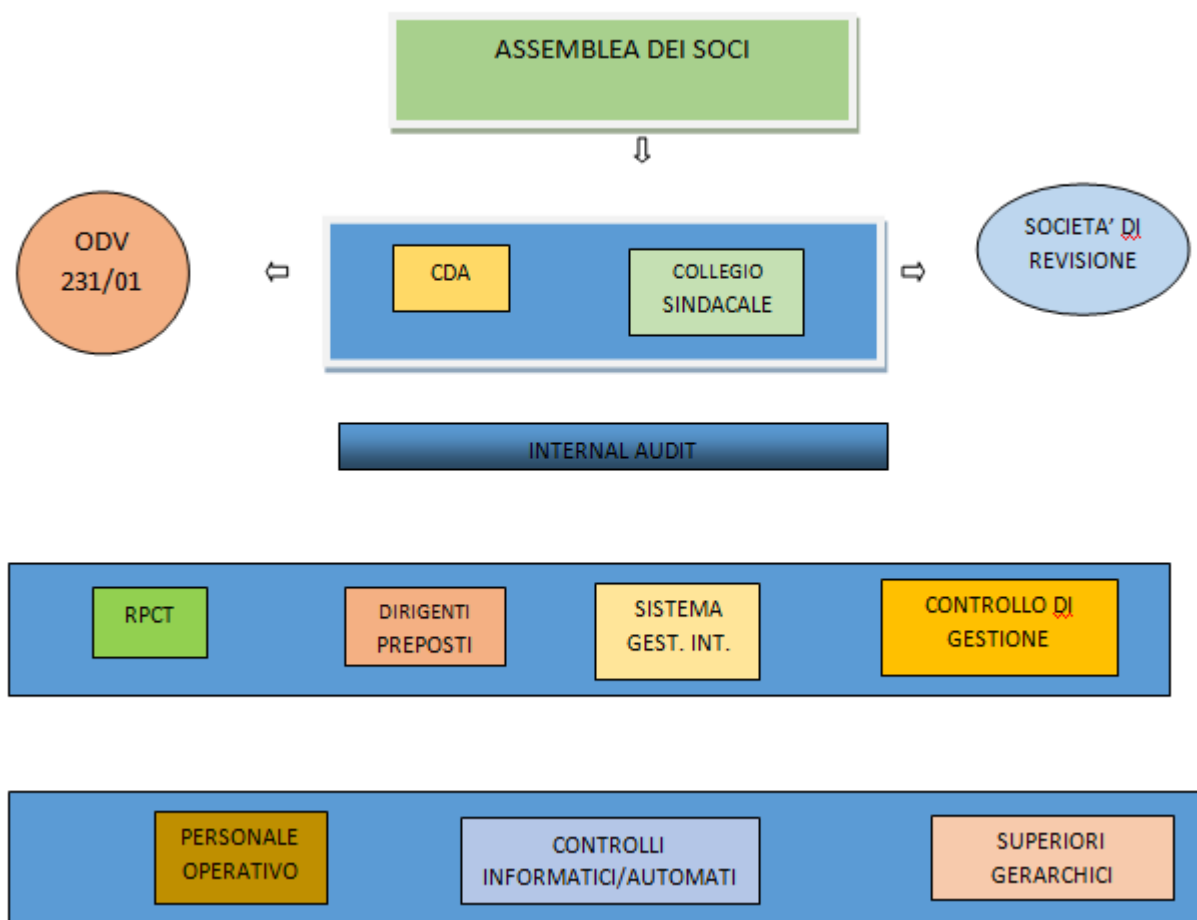 ASSEMBLEA DEI SOCI
ODV
231/01
CDA
COLLEGIO
SINDACALE
SOCIETA’ DI
REVISIONE
INTERNAL AUDIT
RPCT
DIRIGENTI
PREPOSTI
SISTEMA
GEST. INT.
CONTROLLO DI
GESTIONE
PERSONALE
OPERATIVO
CONTROLLI
INFORMATICI/AUTOMATI
SUPERIORI
GERARCHICI